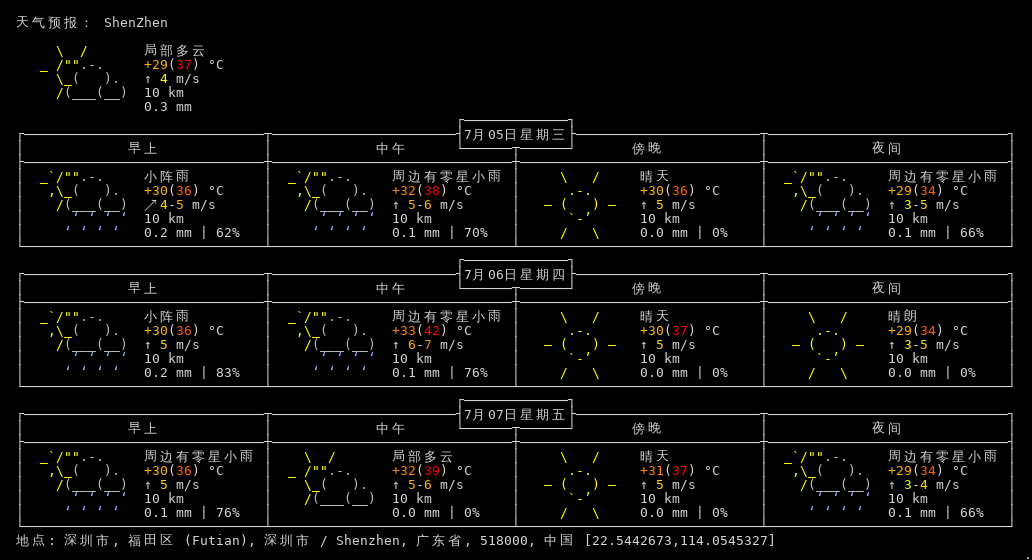 天气预报： ShenZhen
局部多云
+29(37) °C
↑ 4 m/s
10 km
0.3 mm
7月05日星期三
早上 中午 傍晚 夜间
小阵雨 周边有零星小雨 晴天 周边有零星小雨
+30(36) °C +32(38) °C +30(36) °C +29(34) °C
↗ 4-5 m/s ↑ 5-6 m/s ↑ 5 m/s ↑ 3-5 m/s
10 km 10 km 10 km 10 km
0.2 mm | 62% 0.1 mm | 70% 0.0 mm | 0% 0.1 mm | 66%
7月06日星期四
早上 中午 傍晚 夜间
小阵雨 周边有零星小雨 晴天 晴朗
+30(36) °C +33(42) °C +30(37) °C +29(34) °C
↑ 5 m/s ↑ 6-7 m/s ↑ 5 m/s ↑ 3-5 m/s
10 km 10 km 10 km 10 km
0.2 mm | 83% 0.1 mm | 76% 0.0 mm | 0% 0.0 mm | 0%
7月07日星期五
早上 中午 傍晚 夜间
周边有零星小雨 局部多云 晴天 周边有零星小雨
+30(36) °C +32(39) °C +31(37) °C +29(34) °C
↑ 5 m/s ↑ 5-6 m/s ↑ 5 m/s ↑ 3-4 m/s
10 km 10 km 10 km 10 km
0.1 mm | 76% 0.0 mm | 0% 0.0 mm | 0% 0.1 mm | 66%
地点: 深圳市, 福田区 (Futian), 深圳市 / Shenzhen, 广东省, 518000, 中国 [22.5442673,114.0545327]